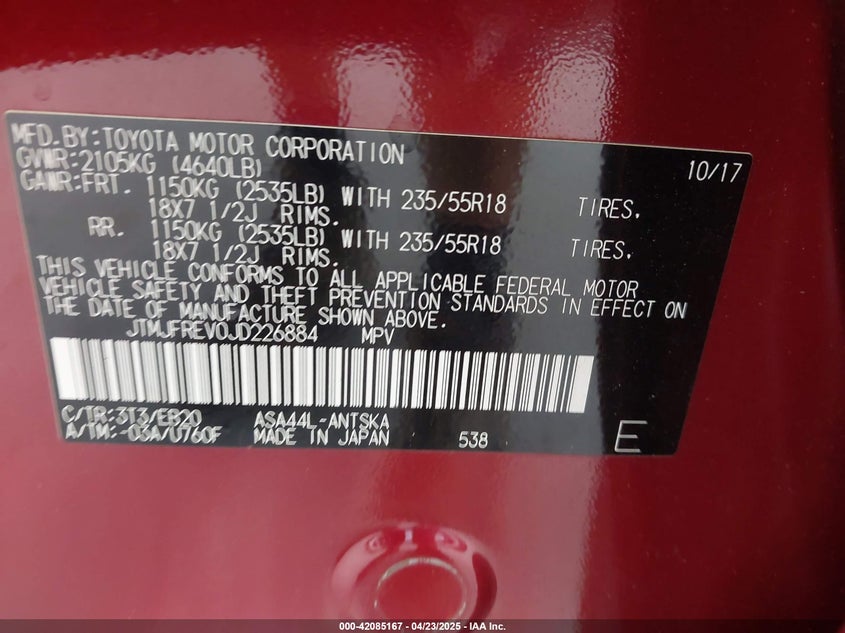 MFD. BY: TOYOTA MOTOR CORPORATION 10/17
GVWR: 2105KG (4640LB)
GAWR: FRT. 1150KG (2535LB) WITH 235/55R18 TIRES,
18X7 1/2J RIMS.
RR. 1150KG (2535LB) WITH 235/55R18 TIRES,
18X7 1/2J RIMS.
THIS VEHICLE CONFORMS TO ALL APPLICABLE FEDERAL MOTOR
VEHICLE SAFETY AND THEFT PREVENTION STANDARDS IN EFFECT ON
THE DATE OF MANUFACTURE SHOWN ABOVE.
JTMJFREV0JD226884 MPV
C/TR: 3T3/EB20 ASA44L-ANTSKA
A/TM: -03A/U760F MADE IN JAPAN 538 E
000-42085167 | 04/23/2025 | IAA Inc.